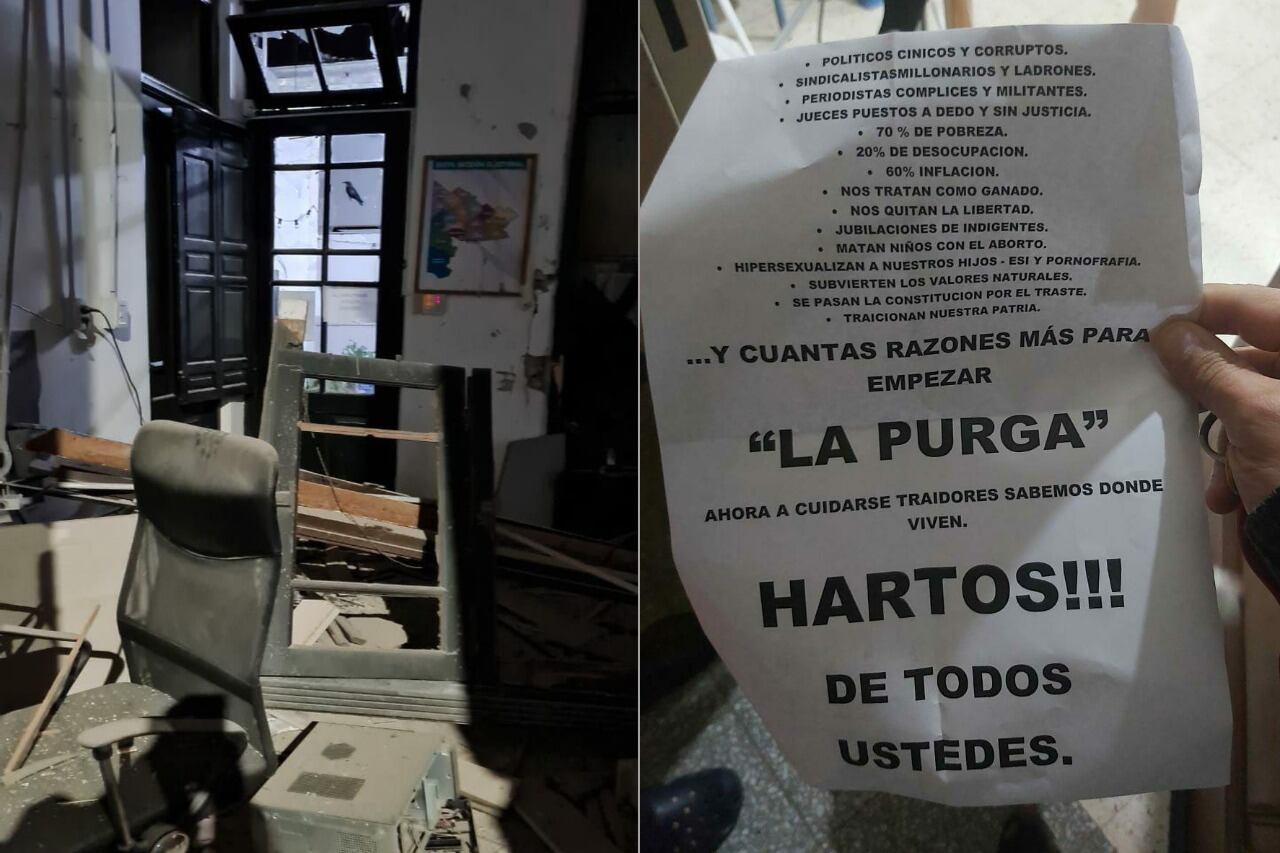 SEXTA SECCIÓN ELECTORAL
• POLITICOS CINICOS Y CORRUPTOS.
• SINDICALISTASMILLONARIOS Y LADRONES.
• PERIODISTAS COMPLICES Y MILITANTES.
• JUECES PUESTOS A DEDO Y SIN JUSTICIA.
• 70 % DE POBREZA.
• 20% DE DESOCUPACION.
• 60% INFLACION.
• NOS TRATAN COMO GANADO.
• NOS QUITAN LA LIBERTAD.
• JUBILACIONES DE INDIGENTES.
• MATAN NIÑOS CON EL ABORTO.
• HIPERSEXUALIZAN A NUESTROS HIJOS - ESI Y PORNOFRAFIA.
• SUBVIERTEN LOS VALORES NATURALES.
• SE PASAN LA CONSTITUCION POR EL TRASTE.
• TRAICIONAN NUESTRA PATRIA.
...Y CUANTAS RAZONES MÁS PARA
EMPEZAR
“LA PURGA”
AHORA A CUIDARSE TRAIDORES SABEMOS DONDE
VIVEN.
HARTOS!!!
DE TODOS
USTEDES.